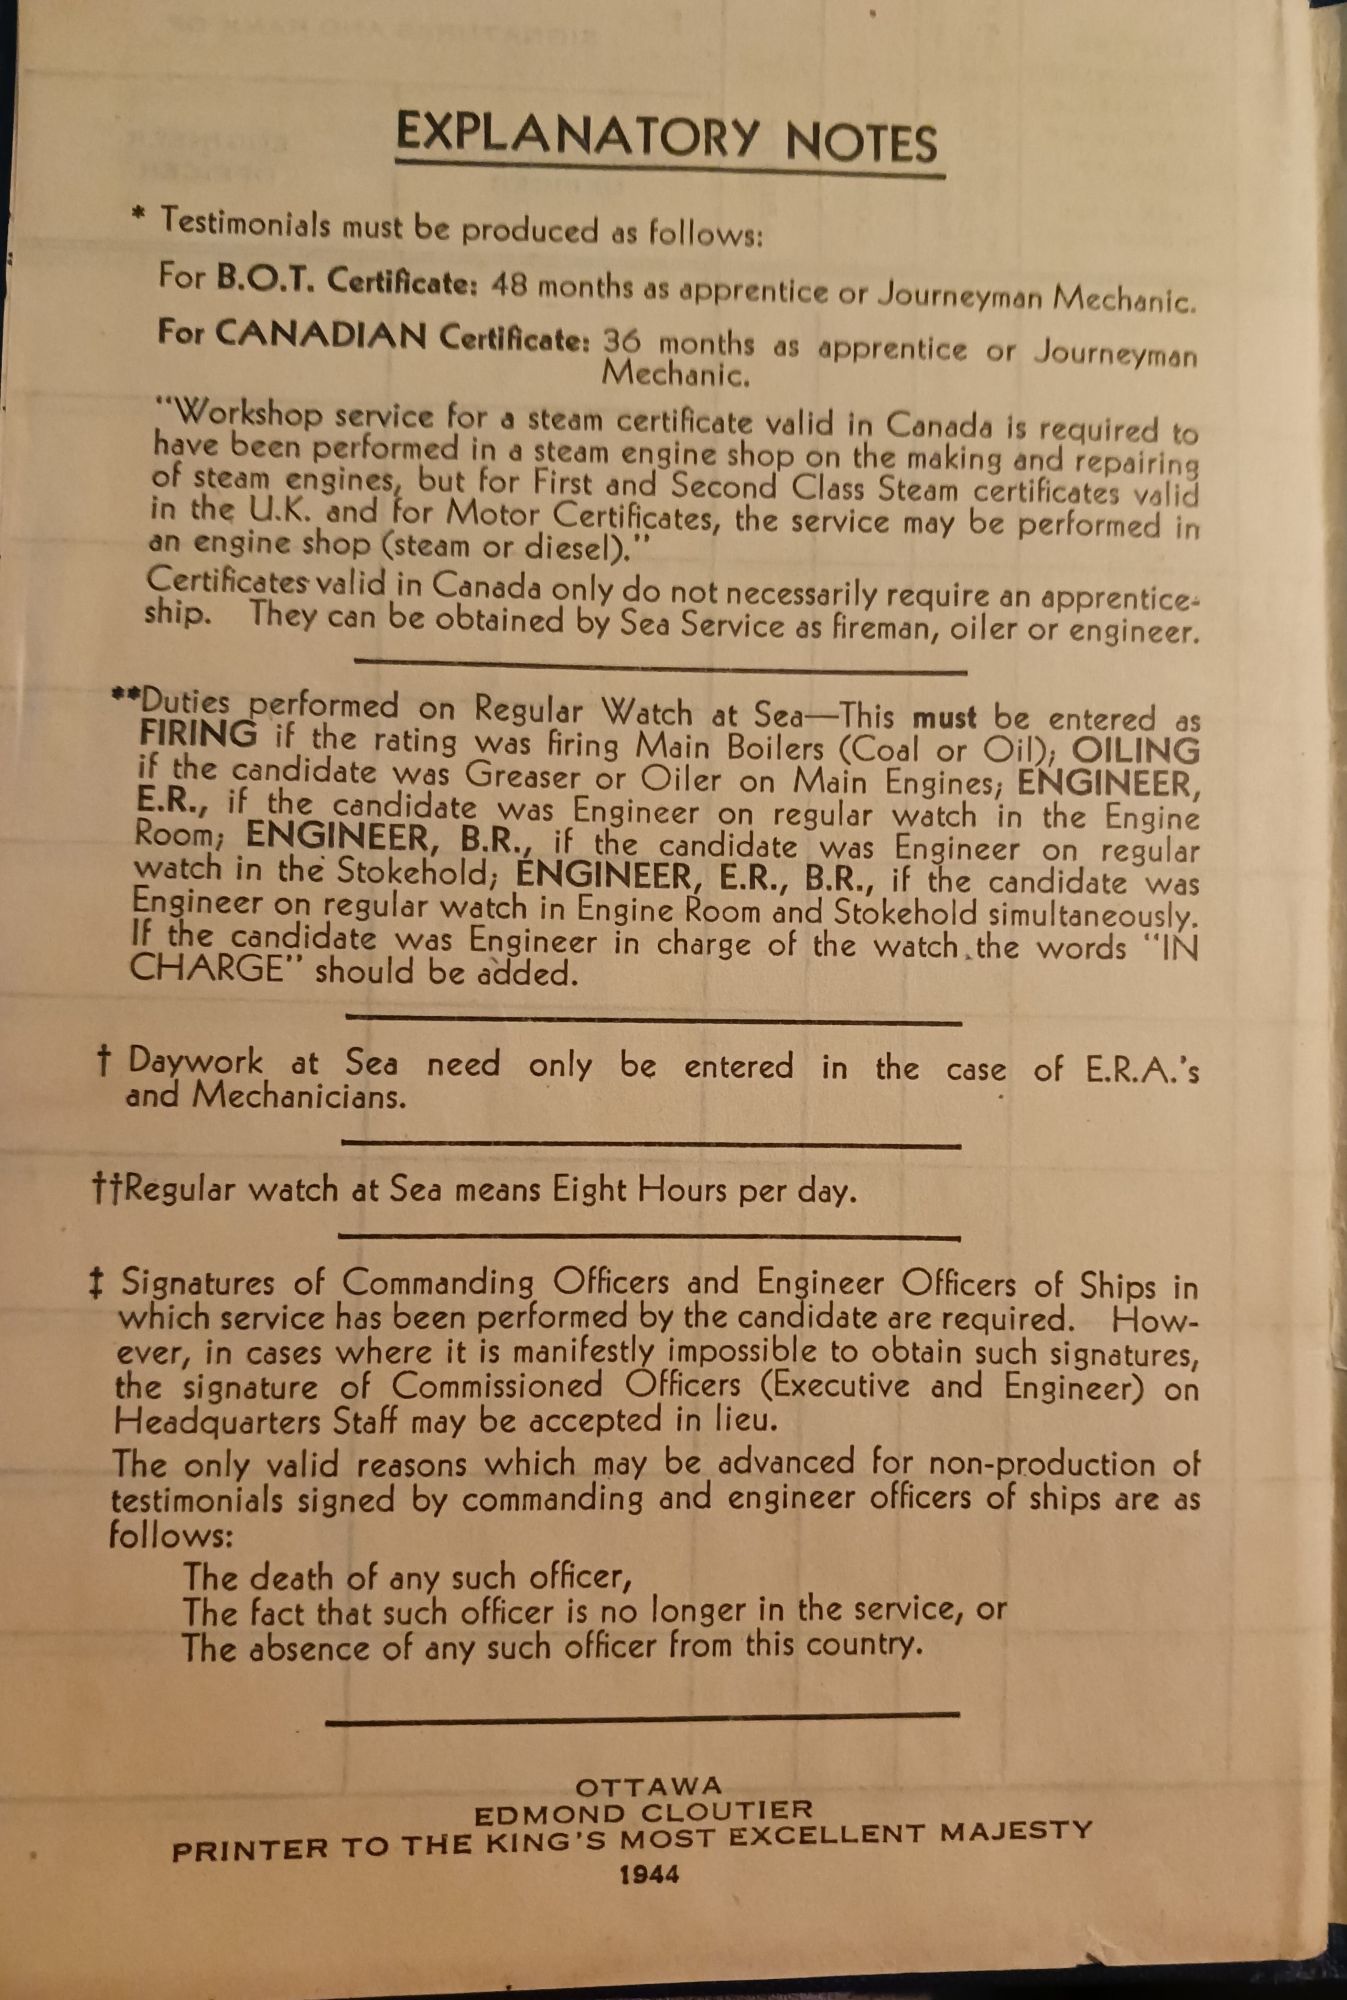 EXPLANATORY NOTES
* Testimonials must be produced as follows:
For B.O.T. Certificate: 48 months as apprentice or Journeyman Mechanic.
For CANADIAN Certificate: 36 months as apprentice or Journeyman
Mechanic.
"Workshop service for a steam certificate valid in Canada is required to
have been performed in a steam engine shop on the making and repairing
of steam engines, but for First and Second Class Steam certificates valid
in the U.K. and for Motor Certificates, the service may be performed in
an engine shop (steam or diesel)."
Certificates valid in Canada only do not necessarily require an apprentice-
ship. They can be obtained by Sea Service as fireman, oiler or engineer.
**Duties performed on Regular Watch at Sea—This must be entered as
FIRING if the rating was firing Main Boilers (Coal or Oil); OILING
if the candidate was Greaser or Oiler on Main Engines; ENGINEER,
E.R., if the candidate was Engineer on regular watch in the Engine
Room; ENGINEER, B.R., if the candidate was Engineer on regular
watch in the Stokehold; ENGINEER, E.R., B.R., if the candidate was
Engineer on regular watch in Engine Room and Stokehold simultaneously.
If the candidate was Engineer in charge of the watch, the words "IN
CHARGE" should be added.
† Daywork at Sea need only be entered in the case of E.R.A.'s
and Mechanicians.
††Regular watch at Sea means Eight Hours per day.
‡ Signatures of Commanding Officers and Engineer Officers of Ships in
which service has been performed by the candidate are required. How-
ever, in cases where it is manifestly impossible to obtain such signatures,
the signature of Commissioned Officers (Executive and Engineer) on
Headquarters Staff may be accepted in lieu.
The only valid reasons which may be advanced for non-production of
testimonials signed by commanding and engineer officers of ships are as
follows:
The death of any such officer,
The fact that such officer is no longer in the service, or
The absence of any such officer from this country.
OTTAWA
EDMOND CLOUTIER
PRINTER TO THE KING'S MOST EXCELLENT MAJESTY
1944